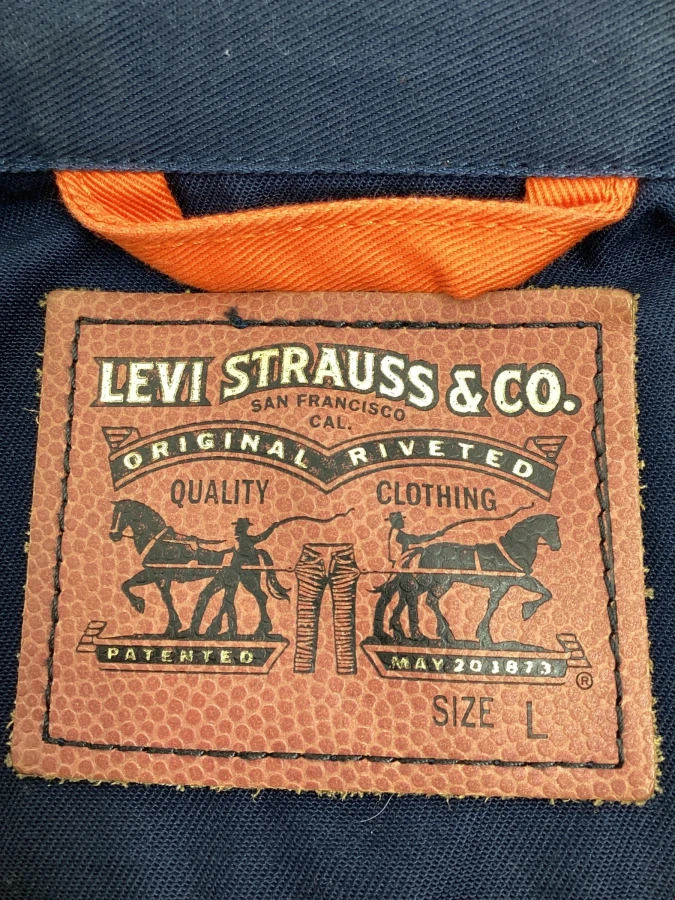 LEVI STRAUSS & CO.
SAN FRANCISCO
CAL.
ORIGINAL RIVETED
QUALITY CLOTHING
PATENTED MAY 20 1873
®
SIZE L